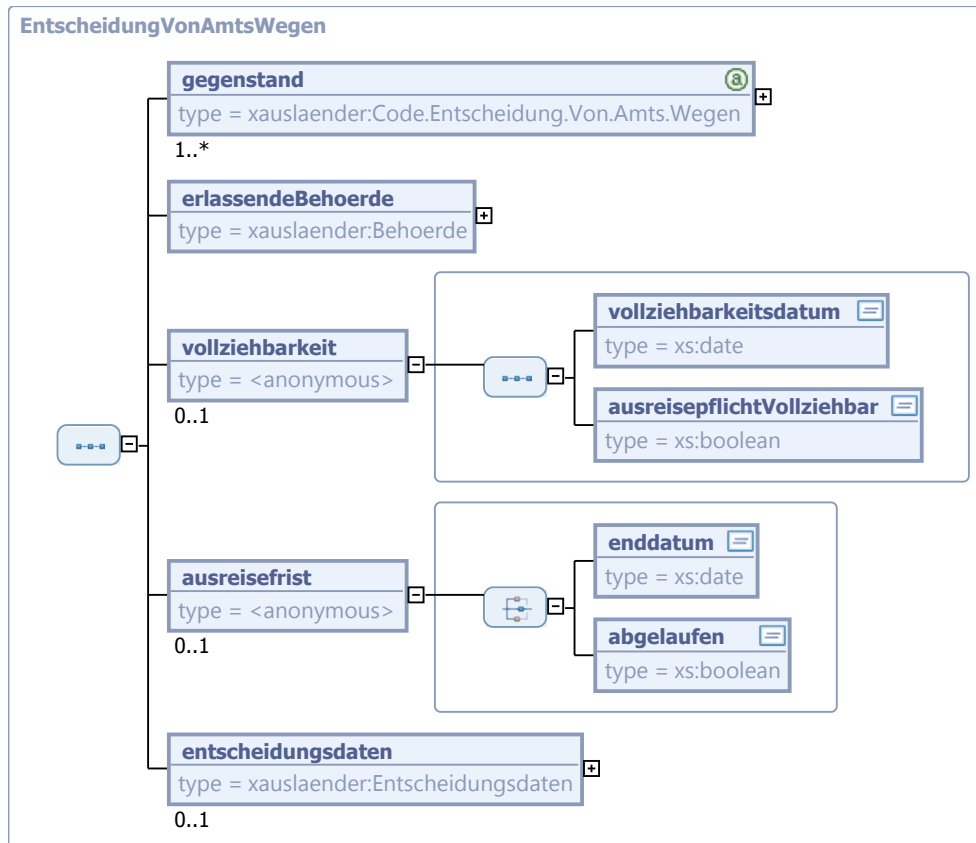 EntscheidungVonAmtsWegen
gegenstand
type = xauslaender:Code.Entscheidung.Von.Amts.Wegen
1..*
erlassendeBehoerde
type = xauslaender:Behoerde
vollziehbarkeit
type = <anonymous>
0..1
vollziehbarkeitsdatum
type = xs:date
ausreisepflichtVollziehbar
type = xs:boolean
ausreisefrist
type = <anonymous>
0..1
enddatum
type = xs:date
abgelaufen
type = xs:boolean
entscheidungsdaten
type = xauslaender:Entscheidungsdaten
0..1